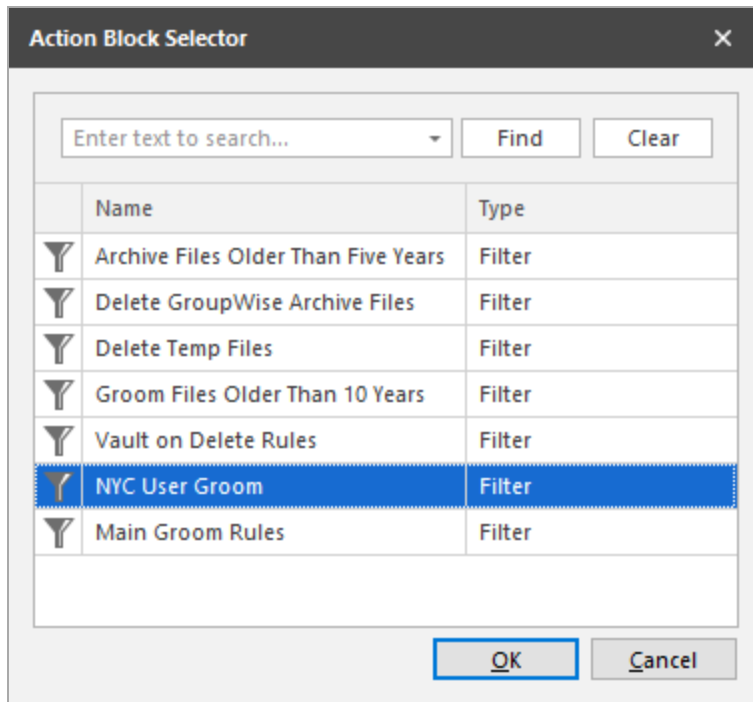 Action Block Selector
Enter text to search... Find Clear
Name Type
Archive Files Older Than Five Years Filter
Delete GroupWise Archive Files Filter
Delete Temp Files Filter
Groom Files Older Than 10 Years Filter
Vault on Delete Rules Filter
NYC User Groom Filter
Main Groom Rules Filter
OK Cancel